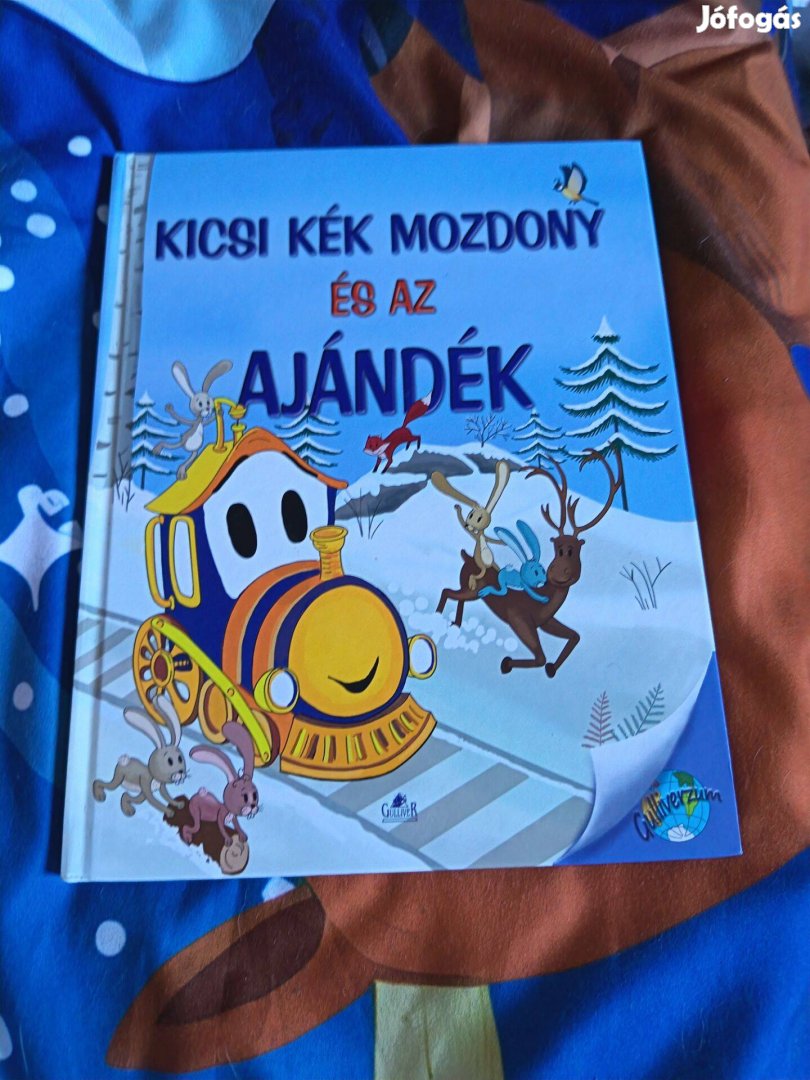 Jófogás
KICSI KÉK MOZDONY
ÉS AZ
AJÁNDÉK
GULLIVER
Gulliverzum